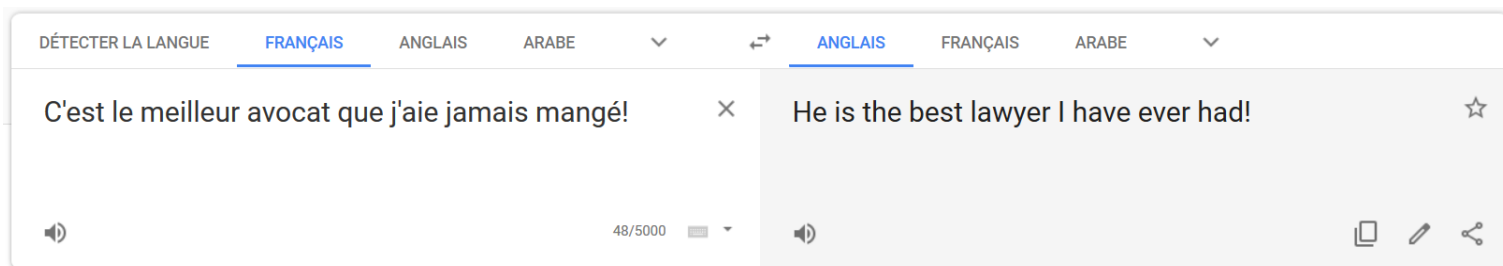 DÉTECTER LA LANGUE FRANÇAIS ANGLAIS ARABE ANGLAIS FRANÇAIS ARABE
C'est le meilleur avocat que j'aie jamais mangé!
He is the best lawyer I have ever had!
48/5000